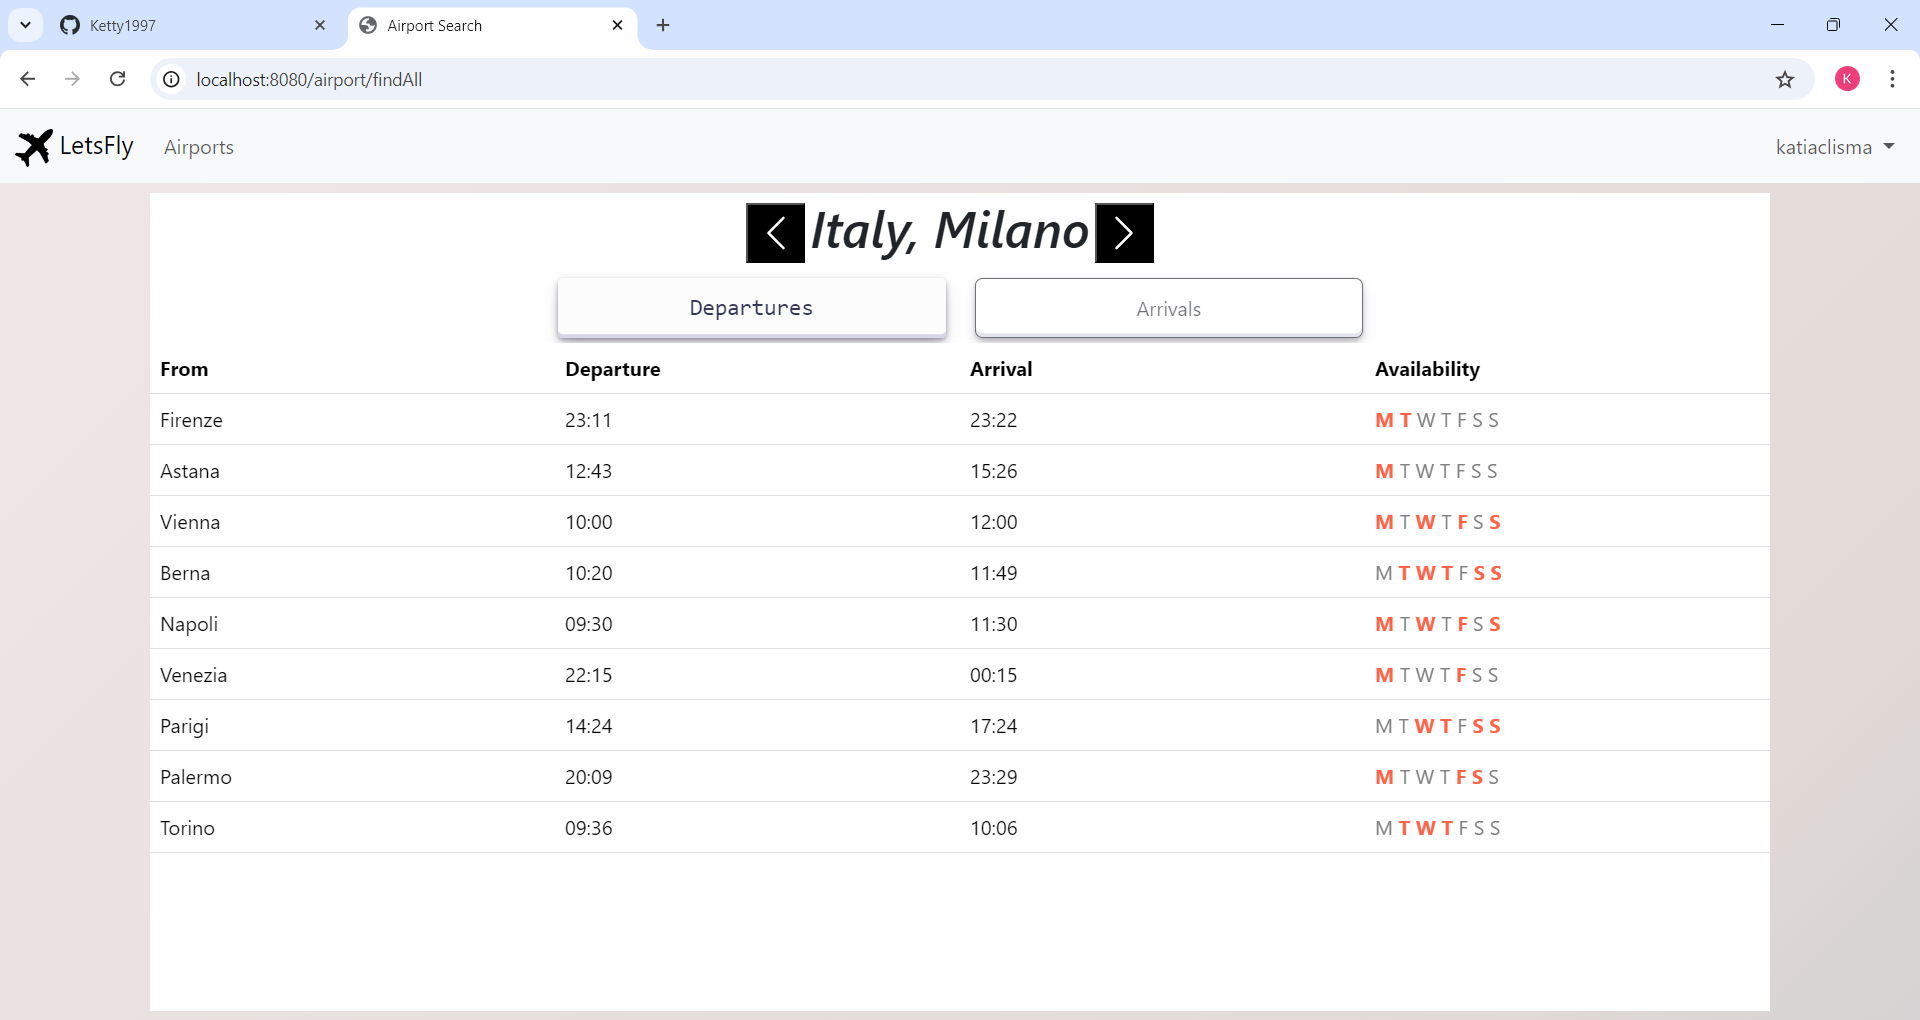 Ketty1997
Airport Search
localhost:8080/airport/findAll
K
LetsFly
Airports
katiaclisma
Italy, Milano
Departures
Arrivals
From Departure Arrival Availability
Firenze 23:11 23:22 M T W T F S S
Astana 12:43 15:26 M T W T F S S
Vienna 10:00 12:00 M T W T F S S
Berna 10:20 11:49 M T W T F S S
Napoli 09:30 11:30 M T W T F S S
Venezia 22:15 00:15 M T W T F S S
Parigi 14:24 17:24 M T W T F S S
Palermo 20:09 23:29 M T W T F S S
Torino 09:36 10:06 M T W T F S S